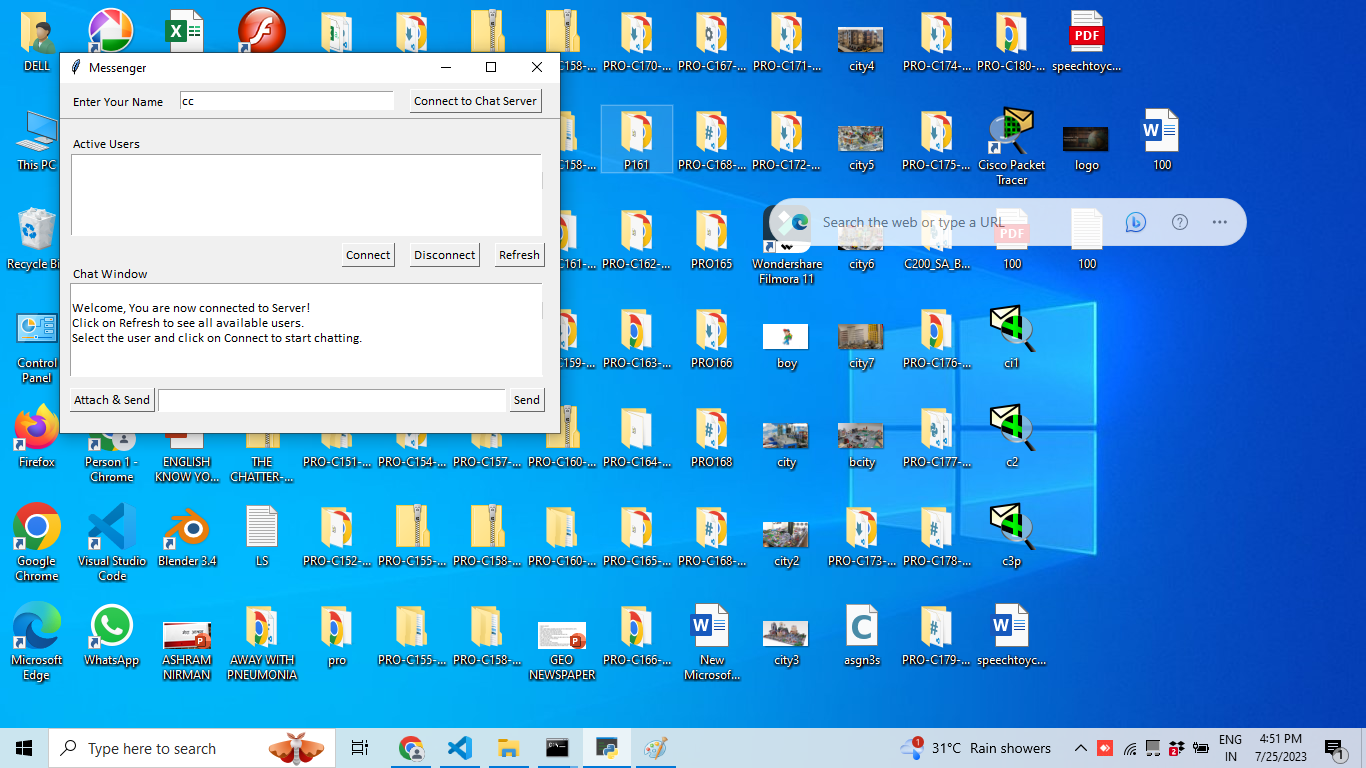 Messenger
Enter Your Name
cc
Connect to Chat Server
Active Users
Connect
Disconnect
Refresh
Chat Window
Welcome, You are now connected to Server!
Click on Refresh to see all available users.
Select the user and click on Connect to start chatting.
Attach & Send
Send
DELL
C158-...
PRO-C170-...
PRO-C167-...
PRO-C171-...
city4
PRO-C174-...
PRO-C180-...
PDF
speechtoyc...
This PC
C158-...
P161
PRO-C168-...
PRO-C172-...
city5
PRO-C175-...
Cisco Packet
Tracer
logo
100
Search the web or type a URL
Recycle Bi
C161-...
PRO-C162-...
PRO165
Wondershare
Filmora 11
city6
C200_SA_B...
PDF
100
100
Control
Panel
C159-...
PRO-C163-...
PRO166
boy
city7
PRO-C176-...
ci1
Firefox
Person 1 -
Chrome
ENGLISH
KNOW YO...
THE
CHATTER-...
PRO-C151-...
PRO-C154-...
PRO-C157-...
PRO-C160-...
PRO-C164-...
PRO168
city
bcity
PRO-C177-...
c2
Google
Chrome
Visual Studio
Code
Blender 3.4
LS
PRO-C152-...
PRO-C155-...
PRO-C158-...
PRO-C160-...
PRO-C165-...
PRO-C168-...
city2
PRO-C173-...
PRO-C178-...
c3p
Microsoft
Edge
WhatsApp
ASHRAM
NIRMAN
AWAY WITH
PNEUMONIA
pro
PRO-C155-...
PRO-C158-...
GEO
NEWSPAPER
PRO-C166-...
New
Microsof...
city3
asgn3s
PRO-C179-...
speechtoyc...
Type here to search
1
31°C Rain showers
2
ENG
IN
4:51 PM
7/25/2023
1